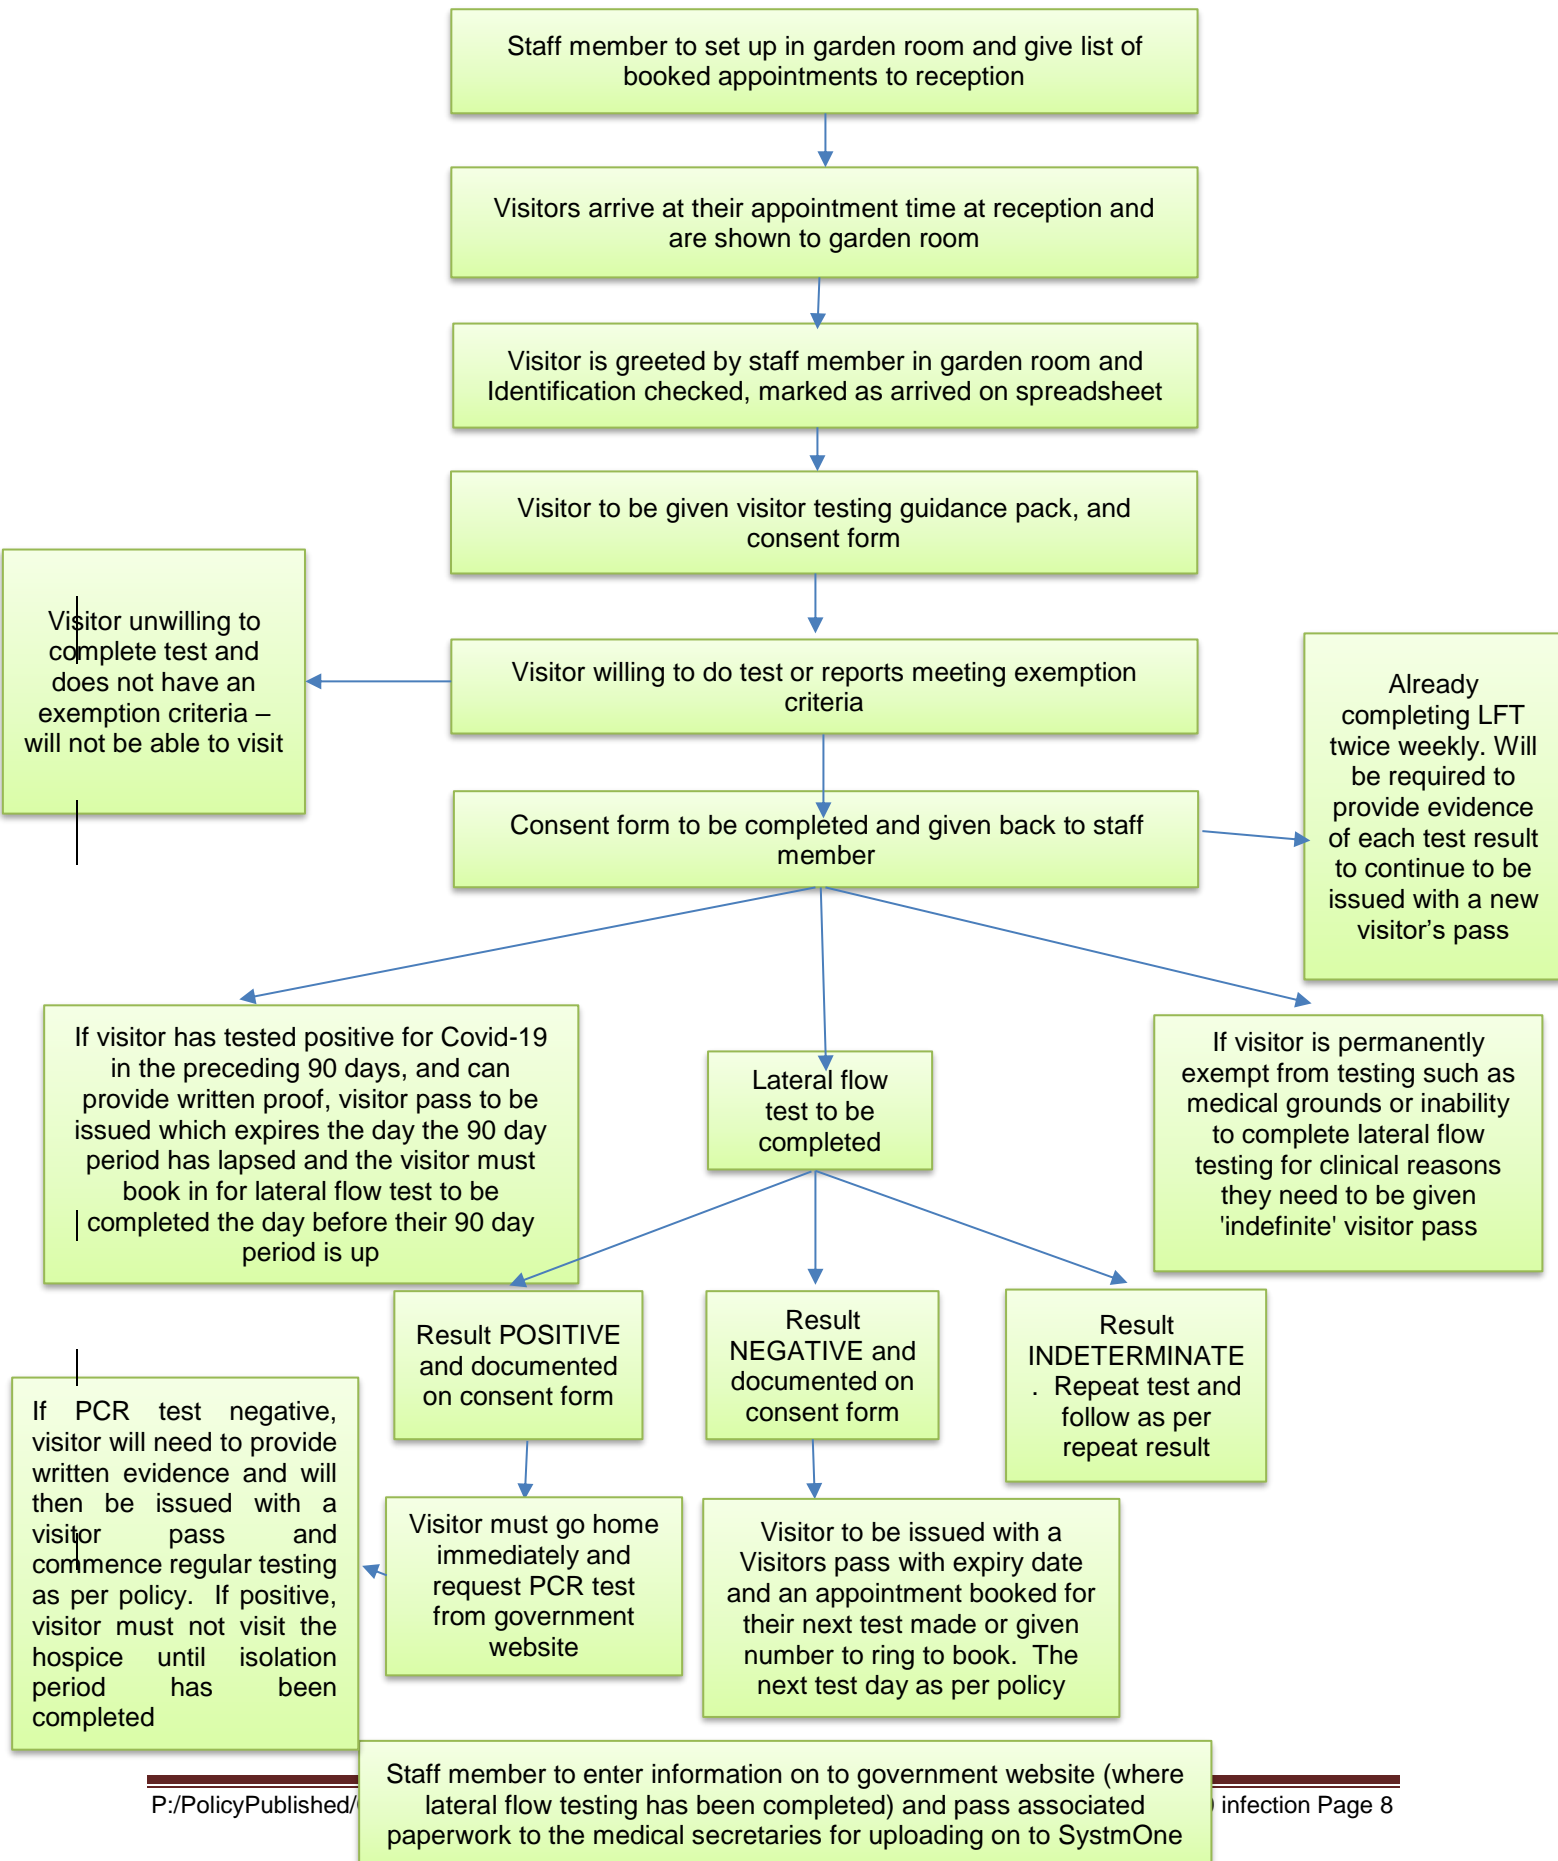 Staff member to set up in garden room and give list of
booked appointments to reception
Visitors arrive at their appointment time at reception and
are shown to garden room
Visitor is greeted by staff member in garden room and
Identification checked, marked as arrived on spreadsheet
Visitor to be given visitor testing guidance pack, and
consent form
Visitor unwilling to
complete test and
does not have an
exemption criteria –
will not be able to visit
Visitor willing to do test or reports meeting exemption
criteria
Already
completing LFT
twice weekly. Will
be required to
provide evidence
of each test result
to continue to be
issued with a new
visitor’s pass
Consent form to be completed and given back to staff
member
If visitor has tested positive for Covid-19
in the preceding 90 days, and can
provide written proof, visitor pass to be
issued which expires the day the 90 day
period has lapsed and the visitor must
book in for lateral flow test to be
completed the day before their 90 day
period is up
Lateral flow
test to be
completed
If visitor is permanently
exempt from testing such as
medical grounds or inability
to complete lateral flow
testing for clinical reasons
they need to be given
'indefinite' visitor pass
Result POSITIVE
and documented
on consent form
Result
NEGATIVE and
documented on
consent form
Result
INDETERMINATE
. Repeat test and
follow as per
repeat result
If PCR test negative,
visitor will need to provide
written evidence and will
then be issued with a
visitor pass and
commence regular testing
as per policy. If positive,
visitor must not visit the
hospice until isolation
period has been
completed
Visitor must go home
immediately and
request PCR test
from government
website
Visitor to be issued with a
Visitors pass with expiry date
and an appointment booked for
their next test made or given
number to ring to book. The
next test day as per policy
Staff member to enter information on to government website (where
lateral flow testing has been completed) and pass associated
paperwork to the medical secretaries for uploading on to SystmOne
P:/PolicyPublished/
infection Page 8